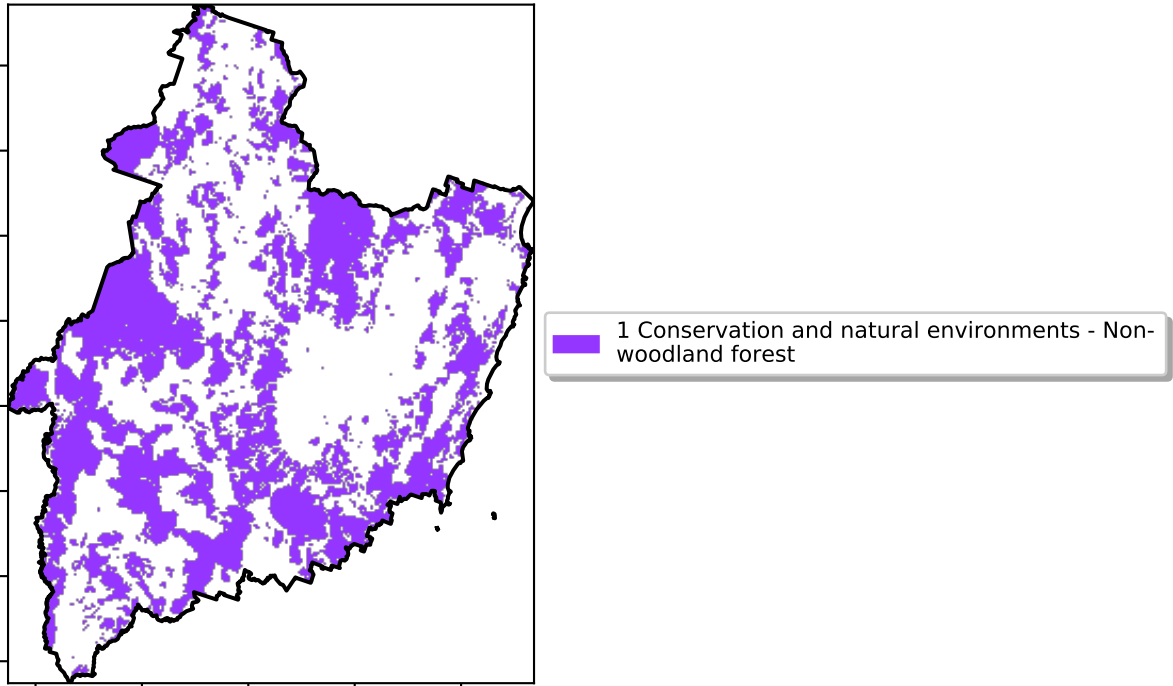 1 Conservation and natural environments - Non-
woodland forest